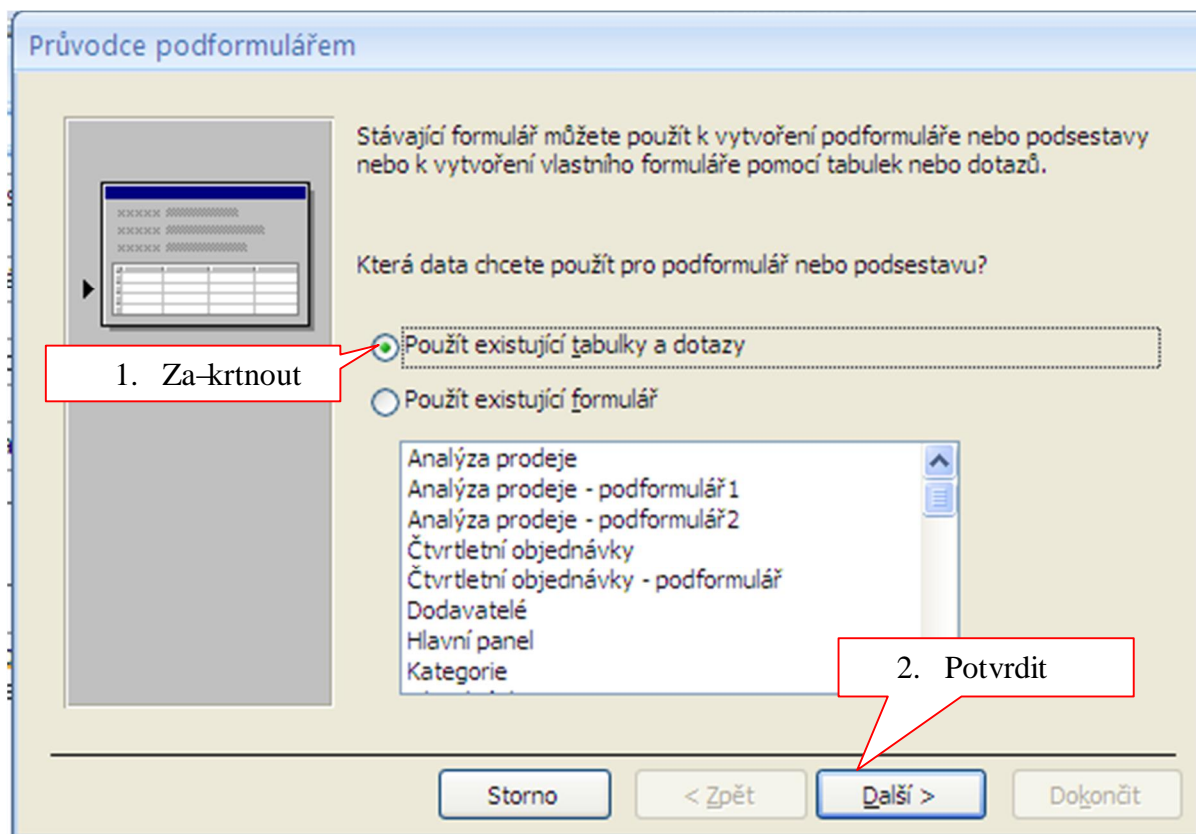 Průvodce podformulářem
Stávající formulář můžete použít k vytvoření podformuláře nebo podsestavy
nebo k vytvoření vlastního formuláře pomocí tabulek nebo dotazů.
xxxxx
xxxxx
xxxxx
Která data chcete použít pro podformulář nebo podsestavu?
Použít existující tabulky a dotazy
1. Za–krtnout
Použít existující formulář
Analýza prodeje
Analýza prodeje - podformulář1
Analýza prodeje - podformulář2
Čtvrtletní objednávky
Čtvrtletní objednávky - podformulář
Dodavatelé
Hlavní panel
Kategorie
2. Potvrdit
Storno
< Zpět
Další >
Dokončit